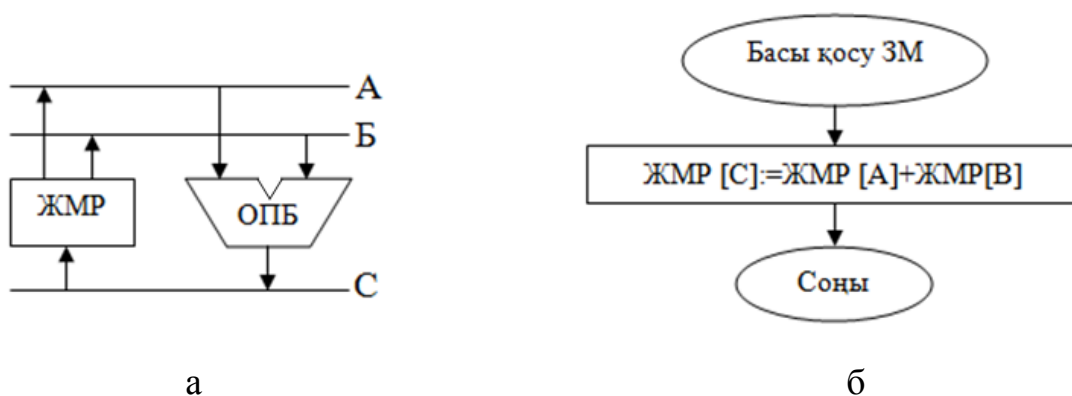 А
Б
ЖМР
ОПБ
С
а
Басы қосу ЗМ
ЖМР [С]:=ЖМР [А]+ЖМР[В]
Соңы
б